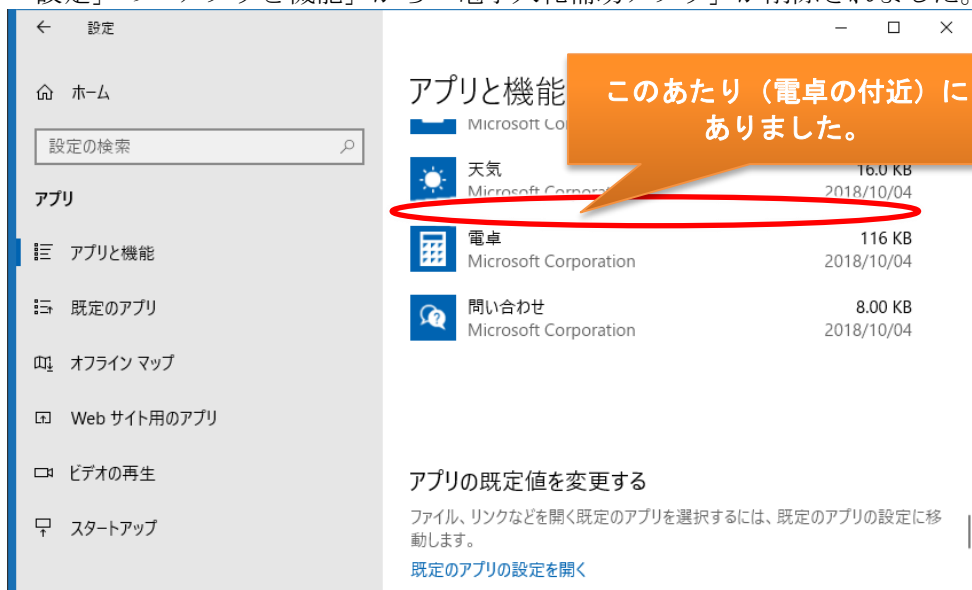 設定
ホーム
設定の検索
アプリ
アプリと機能
既定のアプリ
オフライン マップ
Web サイト用のアプリ
ビデオの再生
スタートアップ
アプリと機能
このあたり（電卓の付近）に
ありました。
天気
16.0 KB
2018/10/04
電卓
116 KB
Microsoft Corporation
2018/10/04
問い合わせ
8.00 KB
Microsoft Corporation
2018/10/04
アプリの既定値を変更する
ファイル、リンクなどを開く既定のアプリを選択するには、既定のアプリの設定に移
動します。
既定のアプリの設定を開く